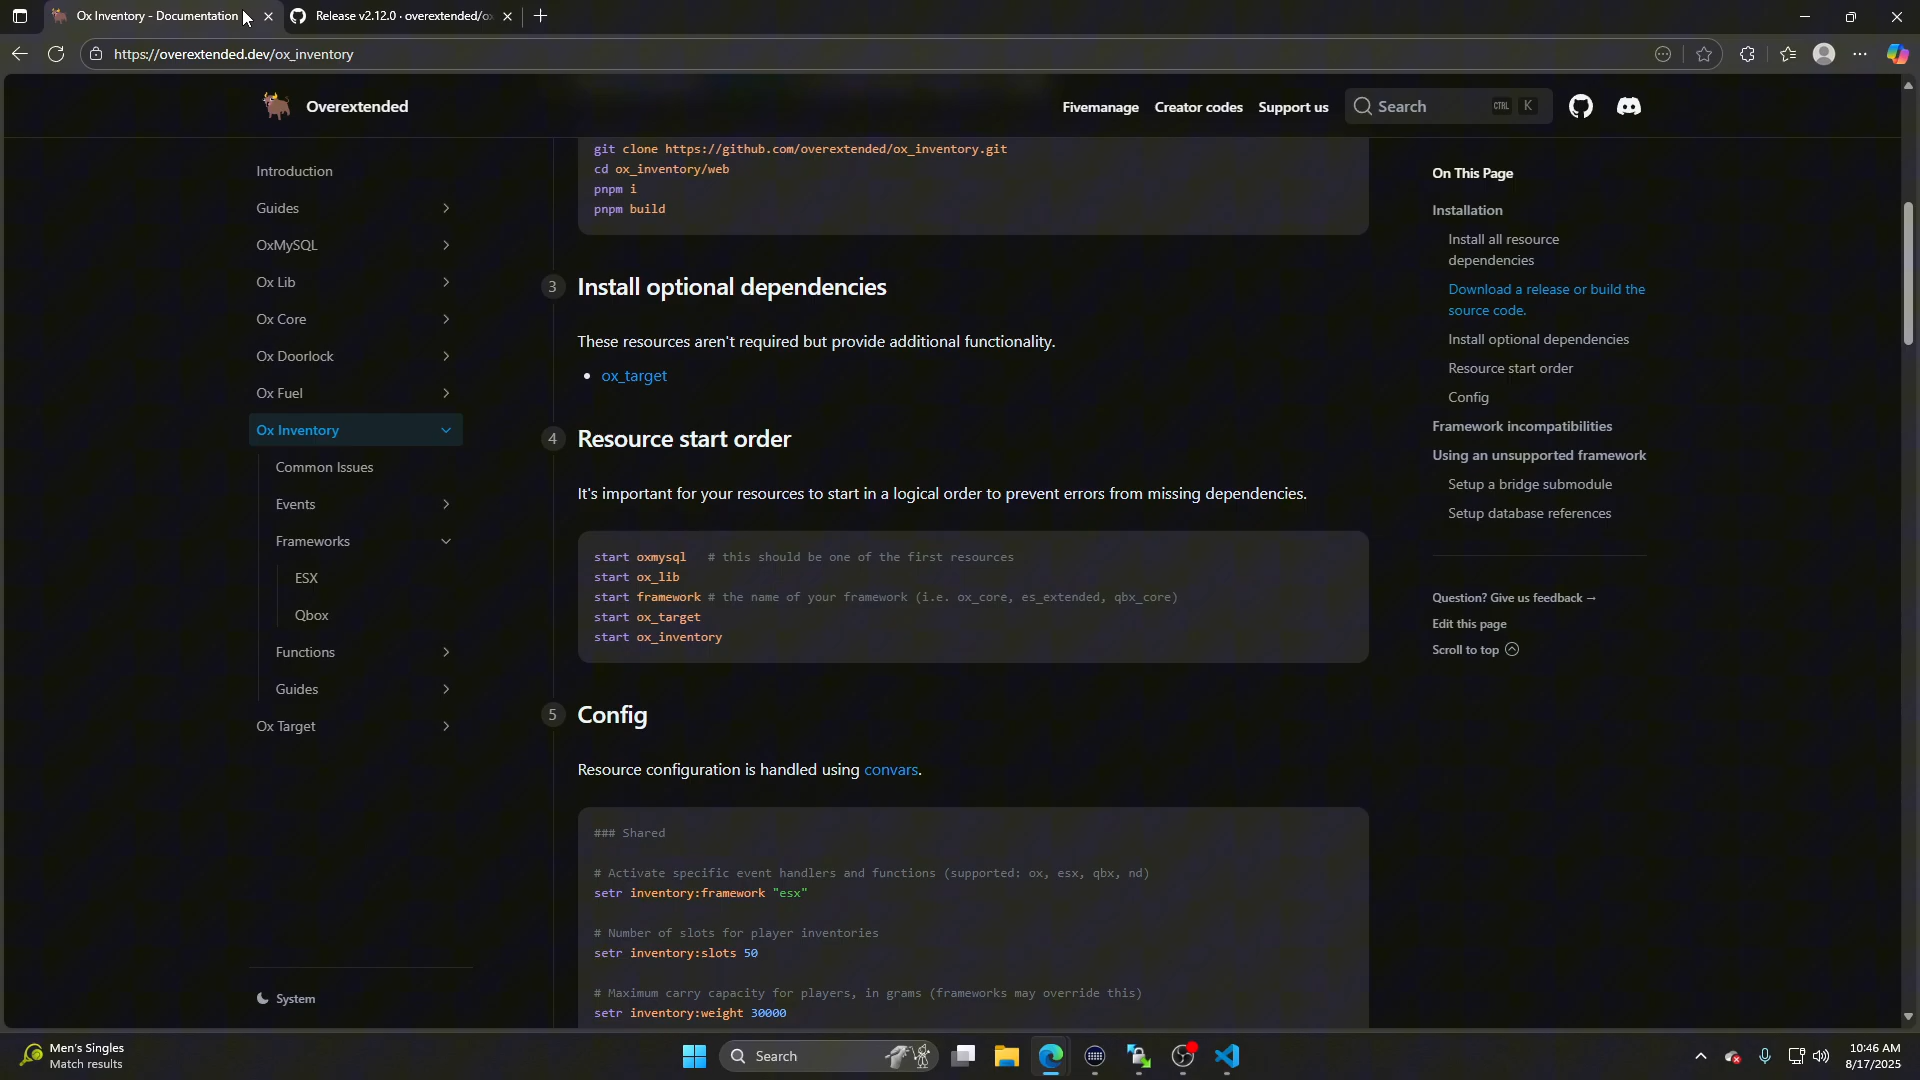 Ox Inventory - Documentation
Release v2.12.0 · overextended/ox
https://overextended.dev/ox_inventory
Overextended
Fivemanage
Creator codes
Support us
Search
CTRL K
Introduction
Guides
OxMySQL
Ox Lib
Ox Core
Ox Doorlock
Ox Fuel
Ox Inventory
Common Issues
Events
Frameworks
ESX
Qbox
Functions
Guides
Ox Target
System
git clone https://github.com/overextended/ox_inventory.git
cd ox_inventory/web
pnpm i
pnpm build
3 Install optional dependencies
These resources aren't required but provide additional functionality.
• ox_target
4 Resource start order
It's important for your resources to start in a logical order to prevent errors from missing dependencies.
start oxmysql # this should be one of the first resources
start ox_lib
start framework # the name of your framework (i.e. ox_core, es_extended, qbx_core)
start ox_target
start ox_inventory
5 Config
Resource configuration is handled using convars.
### Shared
# Activate specific event handlers and functions (supported: ox, esx, qbx, nd)
setr inventory:framework "esx"
# Number of slots for player inventories
setr inventory:slots 50
# Maximum carry capacity for players, in grams (frameworks may override this)
setr inventory:weight 30000
On This Page
Installation
Install all resource
dependencies
Download a release or build the
source code.
Install optional dependencies
Resource start order
Config
Framework incompatibilities
Using an unsupported framework
Setup a bridge submodule
Setup database references
Question? Give us feedback →
Edit this page
Scroll to top
Men's Singles
Match results
Search
10:46 AM
8/17/2025